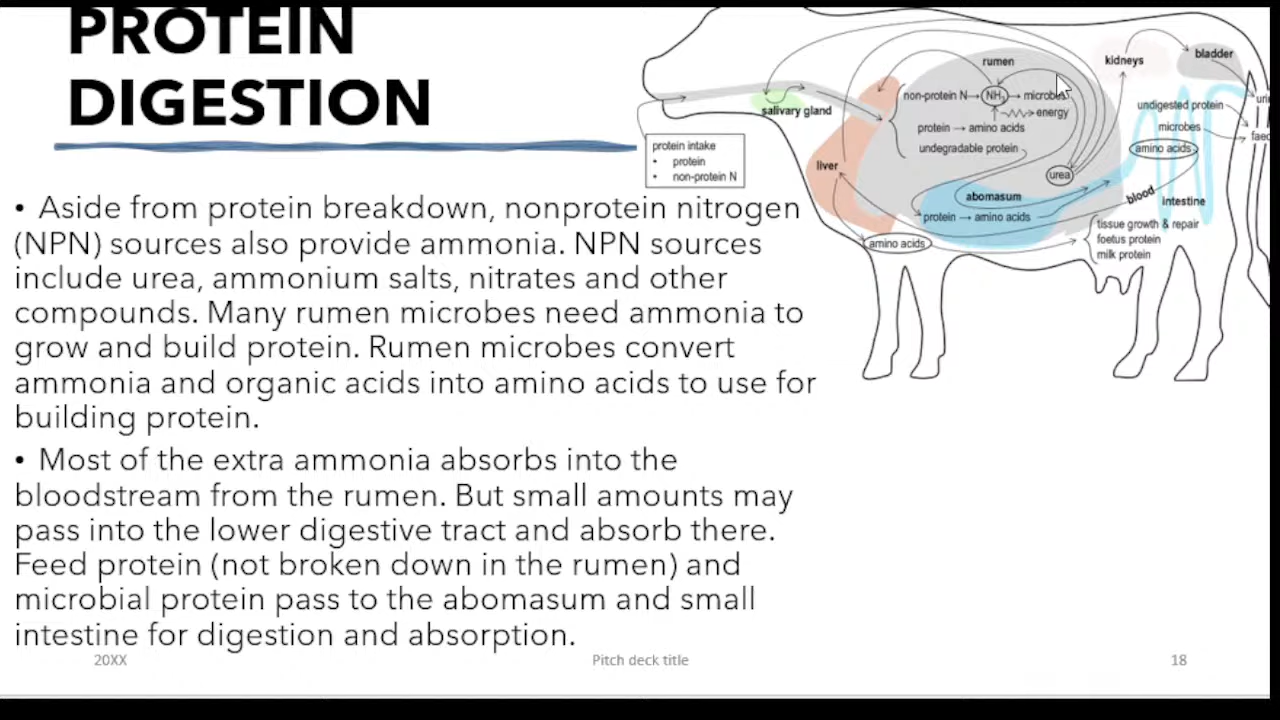 PROTEIN
DIGESTION
• Aside from protein breakdown, nonprotein nitrogen
(NPN) sources also provide ammonia. NPN sources
include urea, ammonium salts, nitrates and other
compounds. Many rumen microbes need ammonia to
grow and build protein. Rumen microbes convert
ammonia and organic acids into amino acids to use for
building protein.
• Most of the extra ammonia absorbs into the
bloodstream from the rumen. But small amounts may
pass into the lower digestive tract and absorb there.
Feed protein (not broken down in the rumen) and
microbial protein pass to the abomasum and small
intestine for digestion and absorption.
protein intake
• protein
• non-protein N
salivary gland
liver
amino acids
rumen
non-protein N → NH3 → microbes
energy
protein → amino acids
undegradable protein
urea
abomasum
protein → amino acids
kidneys
bladder
undigested protein
microbes
amino acids
blood
intestine
tissue growth & repair
foetus protein
milk protein
20XX
Pitch deck title
18